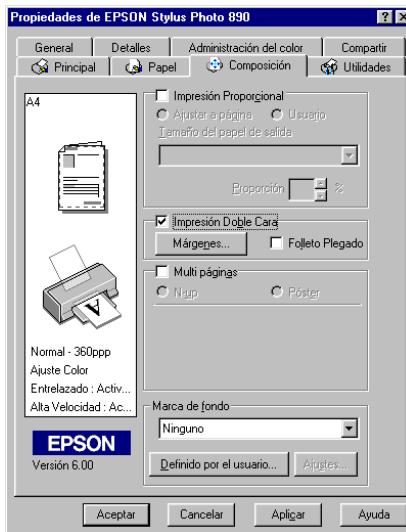 Propiedades de EPSON Stylus Photo 890
General Detalles Administración del color Compartir
Principal Papel Composición Utilidades
A4
Impresión Proporcional
Ajustar a página Usuario
Tamaño del papel de salida
Proporción %
Impresión Doble Cara
Márgenes... Folleto Plegado
Multi páginas
N-up Póster
A
Normal - 360ppp
Ajuste Color
Entrelazado : Activ...
Alta Velocidad : Ac...
Marca de fondo
Ninguno
EPSON
Versión 6.00
Definido por el usuario... Ajustes...
Aceptar Cancelar Aplicar Ayuda